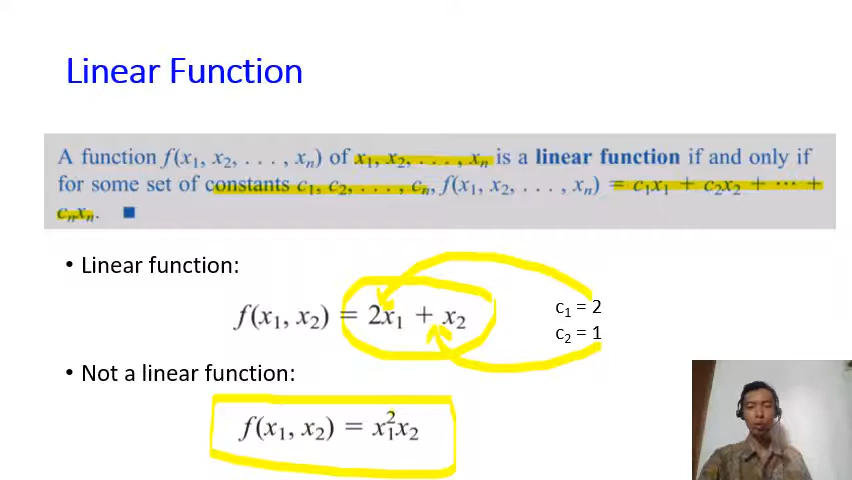 Linear Function
A function f(x₁, x₂, . . . , xₙ) of x₁, x₂, . . . , xₙ is a linear function if and only if
for some set of constants c₁, c₂, . . . , cₙ, f(x₁, x₂, . . . , xₙ) = c₁x₁ + c₂x₂ + ⋯ +
cₙxₙ. ■
• Linear function:
f(x₁, x₂) = 2x₁ + x₂
c₁ = 2
c₂ = 1
• Not a linear function:
f(x₁, x₂) = x₁²x₂